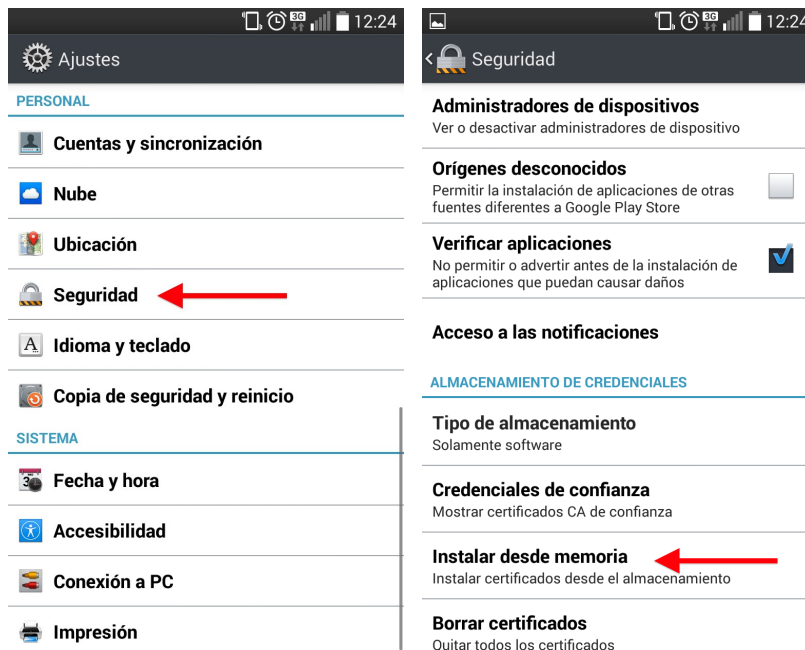 3G
12:24
Ajustes
PERSONAL
Cuentas y sincronización
Nube
Ubicación
Seguridad
A
Idioma y teclado
Copia de seguridad y reinicio
SISTEMA
Fecha y hora
Accesibilidad
Conexión a PC
Impresión
3G
12:24
Seguridad
Administradores de dispositivos
Ver o desactivar administradores de dispositivo
Orígenes desconocidos
Permitir la instalación de aplicaciones de otras
fuentes diferentes a Google Play Store
Verificar aplicaciones
No permitir o advertir antes de la instalación de
aplicaciones que puedan causar daños
Acceso a las notificaciones
ALMACENAMIENTO DE CREDENCIALES
Tipo de almacenamiento
Solamente software
Credenciales de confianza
Mostrar certificados CA de confianza
Instalar desde memoria
Instalar certificados desde el almacenamiento
Borrar certificados
Quitar todos los certificados